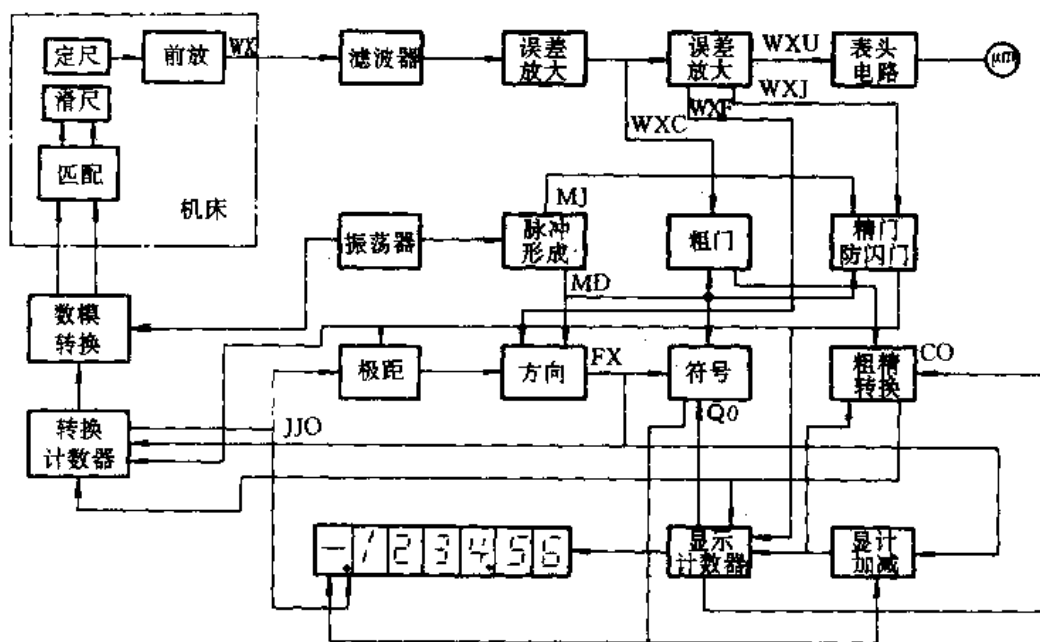 定尺
前放
WX
滤波器
误差
放大
误差
放大
WXU
表头
电路
μm
滑尺
WXF
WXJ
WXC
匹配
机床
MJ
振荡器
脉冲
形成
粗门
精门
防闪门
MD
数模
转换
极距
方向
FX
符号
粗精
转换
CO
Q0
转换
计数器
JJO
-.1234.56
显示
计数器
显计
加减